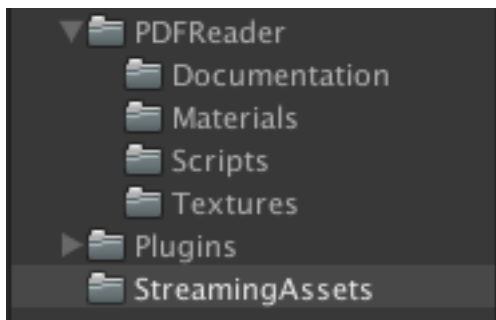 PDFReader
Documentation
Materials
Scripts
Textures
Plugins
StreamingAssets